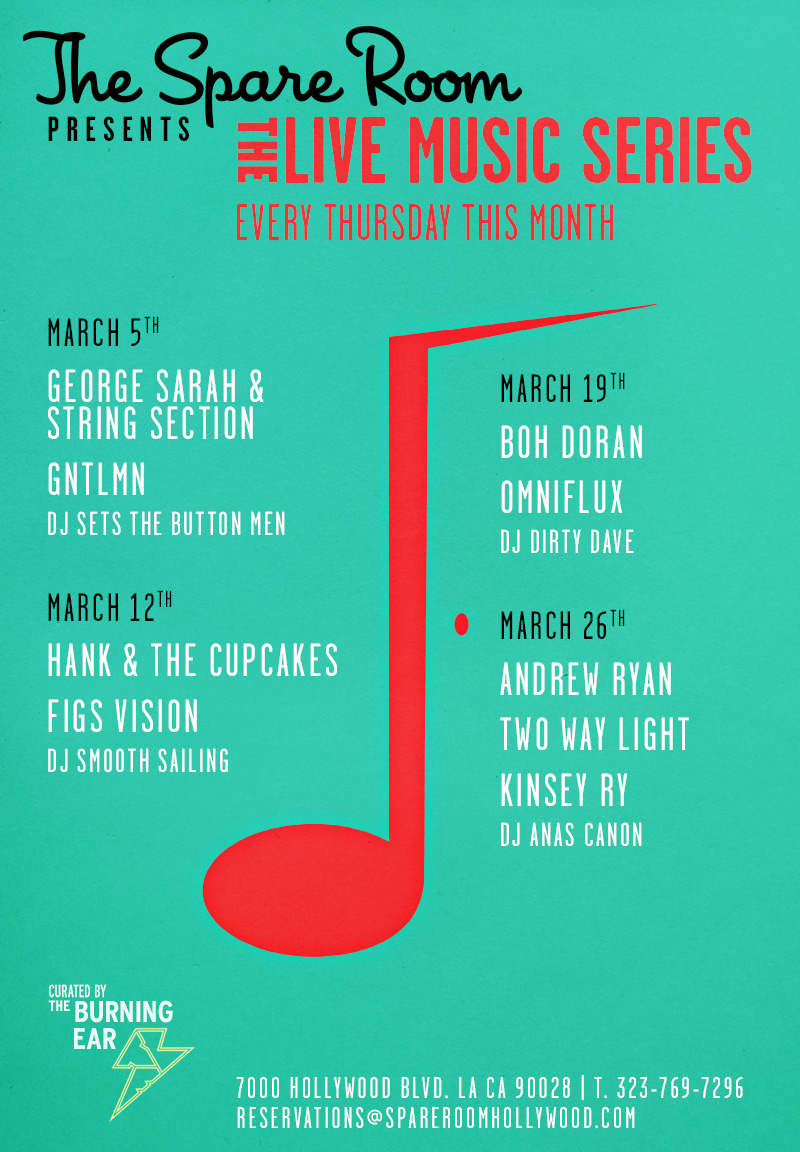 The Spare Room
PRESENTS
THE LIVE MUSIC SERIES
EVERY THURSDAY THIS MONTH
MARCH 5TH
GEORGE SARAH &
STRING SECTION
GNTLMN
DJ SETS THE BUTTON MEN
MARCH 12TH
HANK & THE CUPCAKES
FIGS VISION
DJ SMOOTH SAILING
MARCH 19TH
BOH DORAN
OMNIFLUX
DJ DIRTY DAVE
MARCH 26TH
ANDREW RYAN
TWO WAY LIGHT
KINSEY RY
DJ ANAS CANON
CURATED BY
THE BURNING
EAR
7000 HOLLYWOOD BLVD. LA CA 90028 | T. 323-769-7296
RESERVATIONS@SPAREROOMHOLLYWOOD.COM